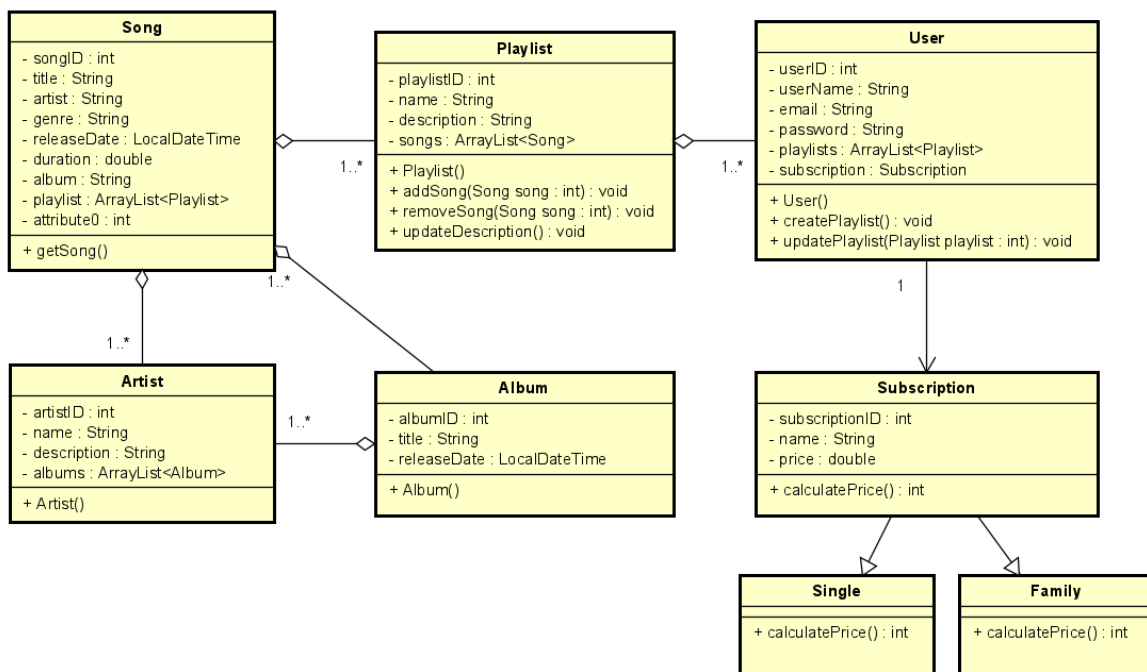 Song
- songID : int
- title : String
- artist : String
- genre : String
- releaseDate : LocalDateTime
- duration : double
- album : String
- playlist : ArrayList<Playlist>
- attribute0 : int
+ getSong()
1..*
Playlist
- playlistID : int
- name : String
- description : String
- songs : ArrayList<Song>
+ Playlist()
+ addSong(Song song : int) : void
+ removeSong(Song song : int) : void
+ updateDescription() : void
1..*
User
- userID : int
- userName : String
- email : String
- password : String
- playlists : ArrayList<Playlist>
- subscription : Subscription
+ User()
+ createPlaylist() : void
+ updatePlaylist(Playlist playlist : int) : void
1..*
1..*
1
Artist
- artistID : int
- name : String
- description : String
- albums : ArrayList<Album>
+ Artist()
1..*
Album
- albumID : int
- title : String
- releaseDate : LocalDateTime
+ Album()
Subscription
- subscriptionID : int
- name : String
- price : double
+ calculatePrice() : int
Single
+ calculatePrice() : int
Family
+ calculatePrice() : int